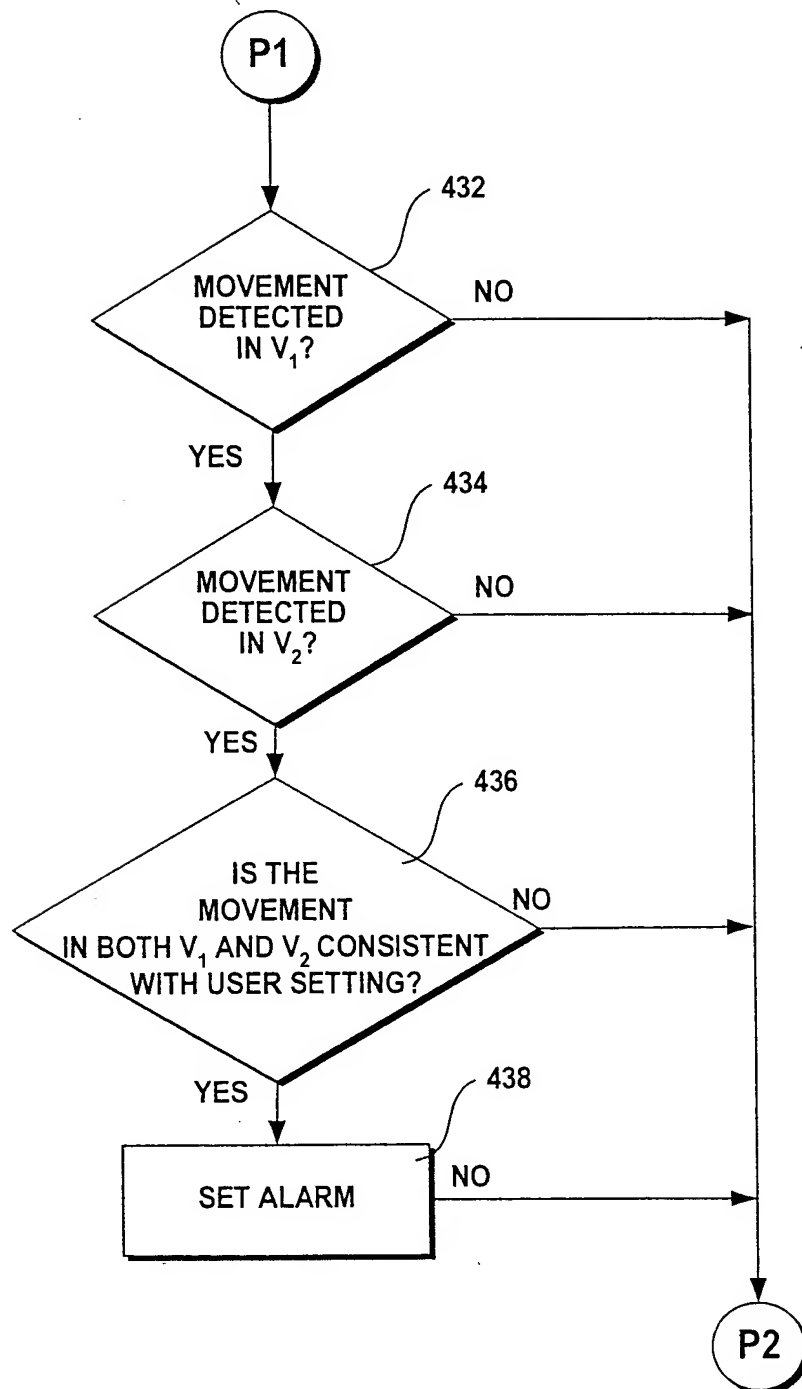 P1
432
MOVEMENT
DETECTED
IN V₁?
NO
YES
434
MOVEMENT
DETECTED
IN V₂?
NO
YES
436
IS THE
MOVEMENT
IN BOTH V₁ AND V₂ CONSISTENT
WITH USER SETTING?
NO
YES
438
SET ALARM
NO
P2